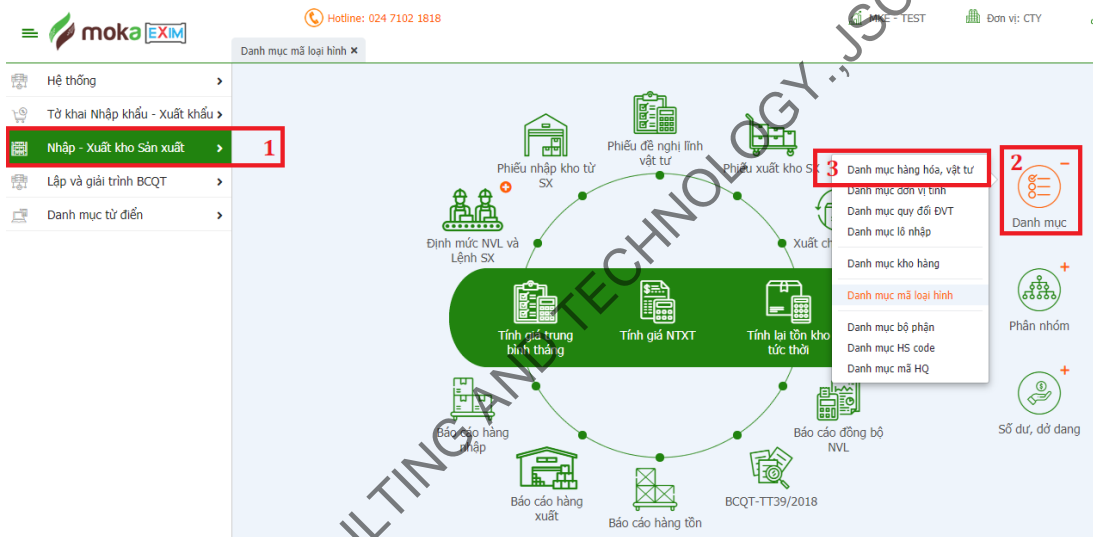 moka EXIM
Hotline: 024 7102 1818
MKE - TEST
Đơn vị: CTY
Danh mục mã loại hình ×
Hệ thống
Tờ khai Nhập khẩu - Xuất khẩu
Nhập - Xuất kho Sản xuất
1
Lập và giải trình BCQT
Danh mục từ điển
Phiếu nhập kho từ
SX
Phiếu đề nghị lĩnh
vật tư
Phiếu xuất kho SX
Định mức NVL và
Lệnh SX
Xuất ch
Tính giá trung
bình tháng
Tính giá NTXT
Tính lại tồn kho
tức thời
Báo cáo hàng
nhập
Báo cáo hàng
xuất
Báo cáo hàng tồn
BCQT-TT39/2018
Báo cáo đồng bộ
NVL
3
Danh mục hàng hóa, vật tư
Danh mục đơn vị tính
Danh mục quy đổi ĐVT
Danh mục lô nhập
Danh mục kho hàng
Danh mục mã loại hình
Danh mục bộ phận
Danh mục HS code
Danh mục mã HQ
2
Danh mục
Phân nhóm
Số dư, dở dang
ULTING AND TECHNOLOGY .,JSC